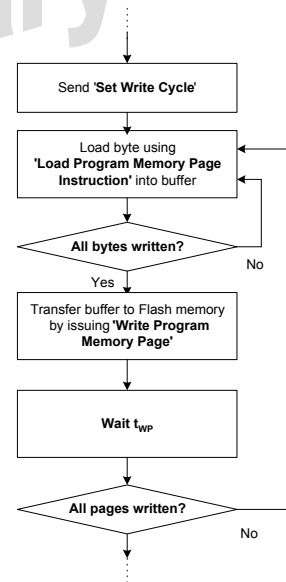 Send 'Set Write Cycle'
Load byte using
'Load Program Memory Page
Instruction' into buffer
All bytes written?
No
Yes
Transfer buffer to Flash memory
by issuing 'Write Program
Memory Page'
Wait tWP
All pages written?
No